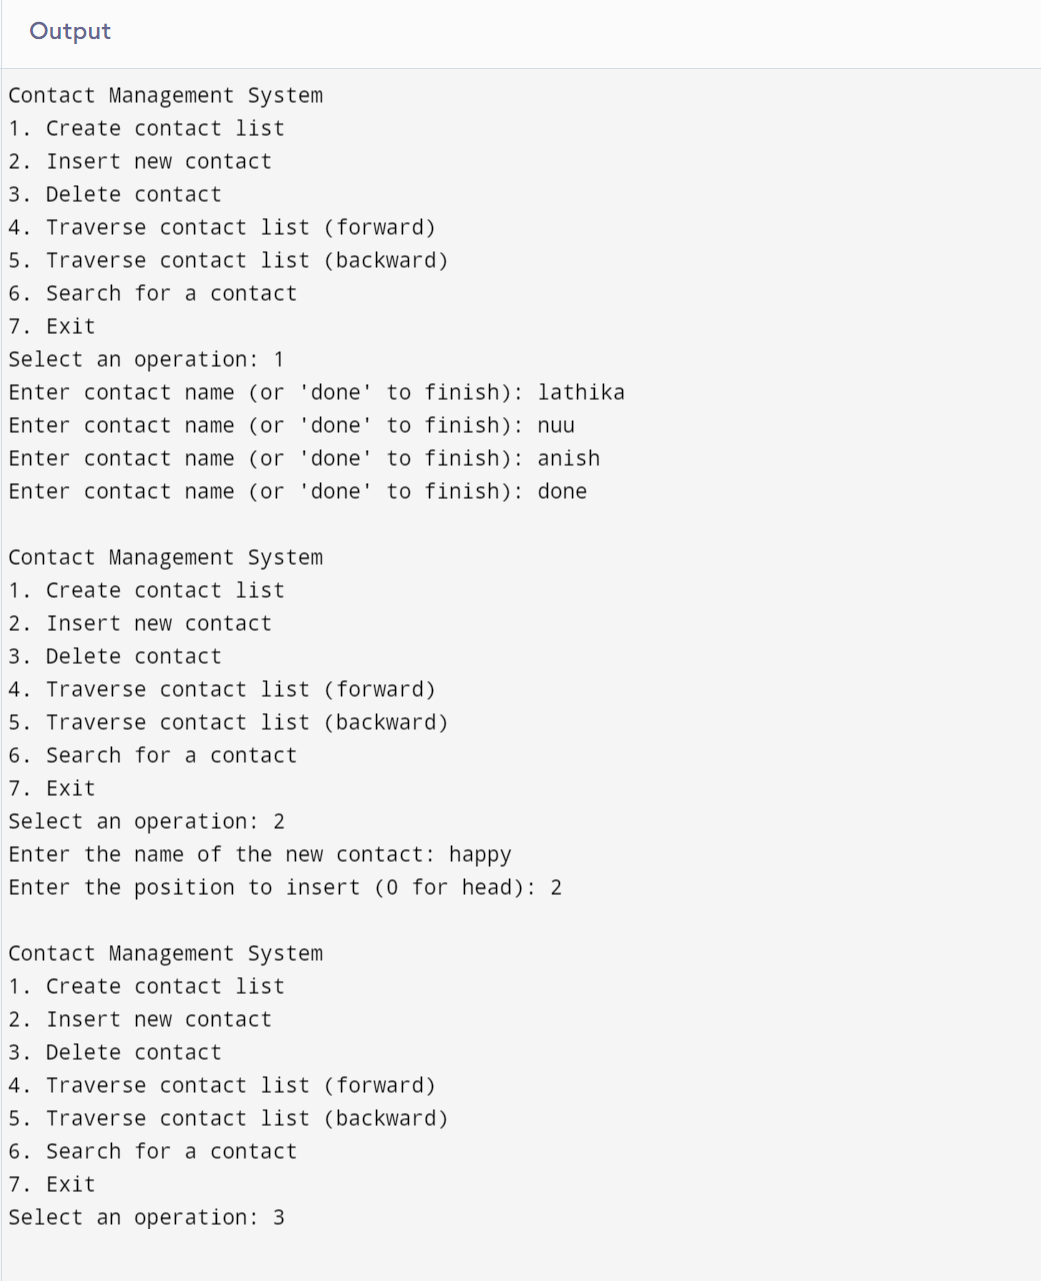 Output
Contact Management System
1. Create contact list
2. Insert new contact
3. Delete contact
4. Traverse contact list (forward)
5. Traverse contact list (backward)
6. Search for a contact
7. Exit
Select an operation: 1
Enter contact name (or 'done' to finish): lathika
Enter contact name (or 'done' to finish): nuu
Enter contact name (or 'done' to finish): anish
Enter contact name (or 'done' to finish): done
Contact Management System
1. Create contact list
2. Insert new contact
3. Delete contact
4. Traverse contact list (forward)
5. Traverse contact list (backward)
6. Search for a contact
7. Exit
Select an operation: 2
Enter the name of the new contact: happy
Enter the position to insert (0 for head): 2
Contact Management System
1. Create contact list
2. Insert new contact
3. Delete contact
4. Traverse contact list (forward)
5. Traverse contact list (backward)
6. Search for a contact
7. Exit
Select an operation: 3